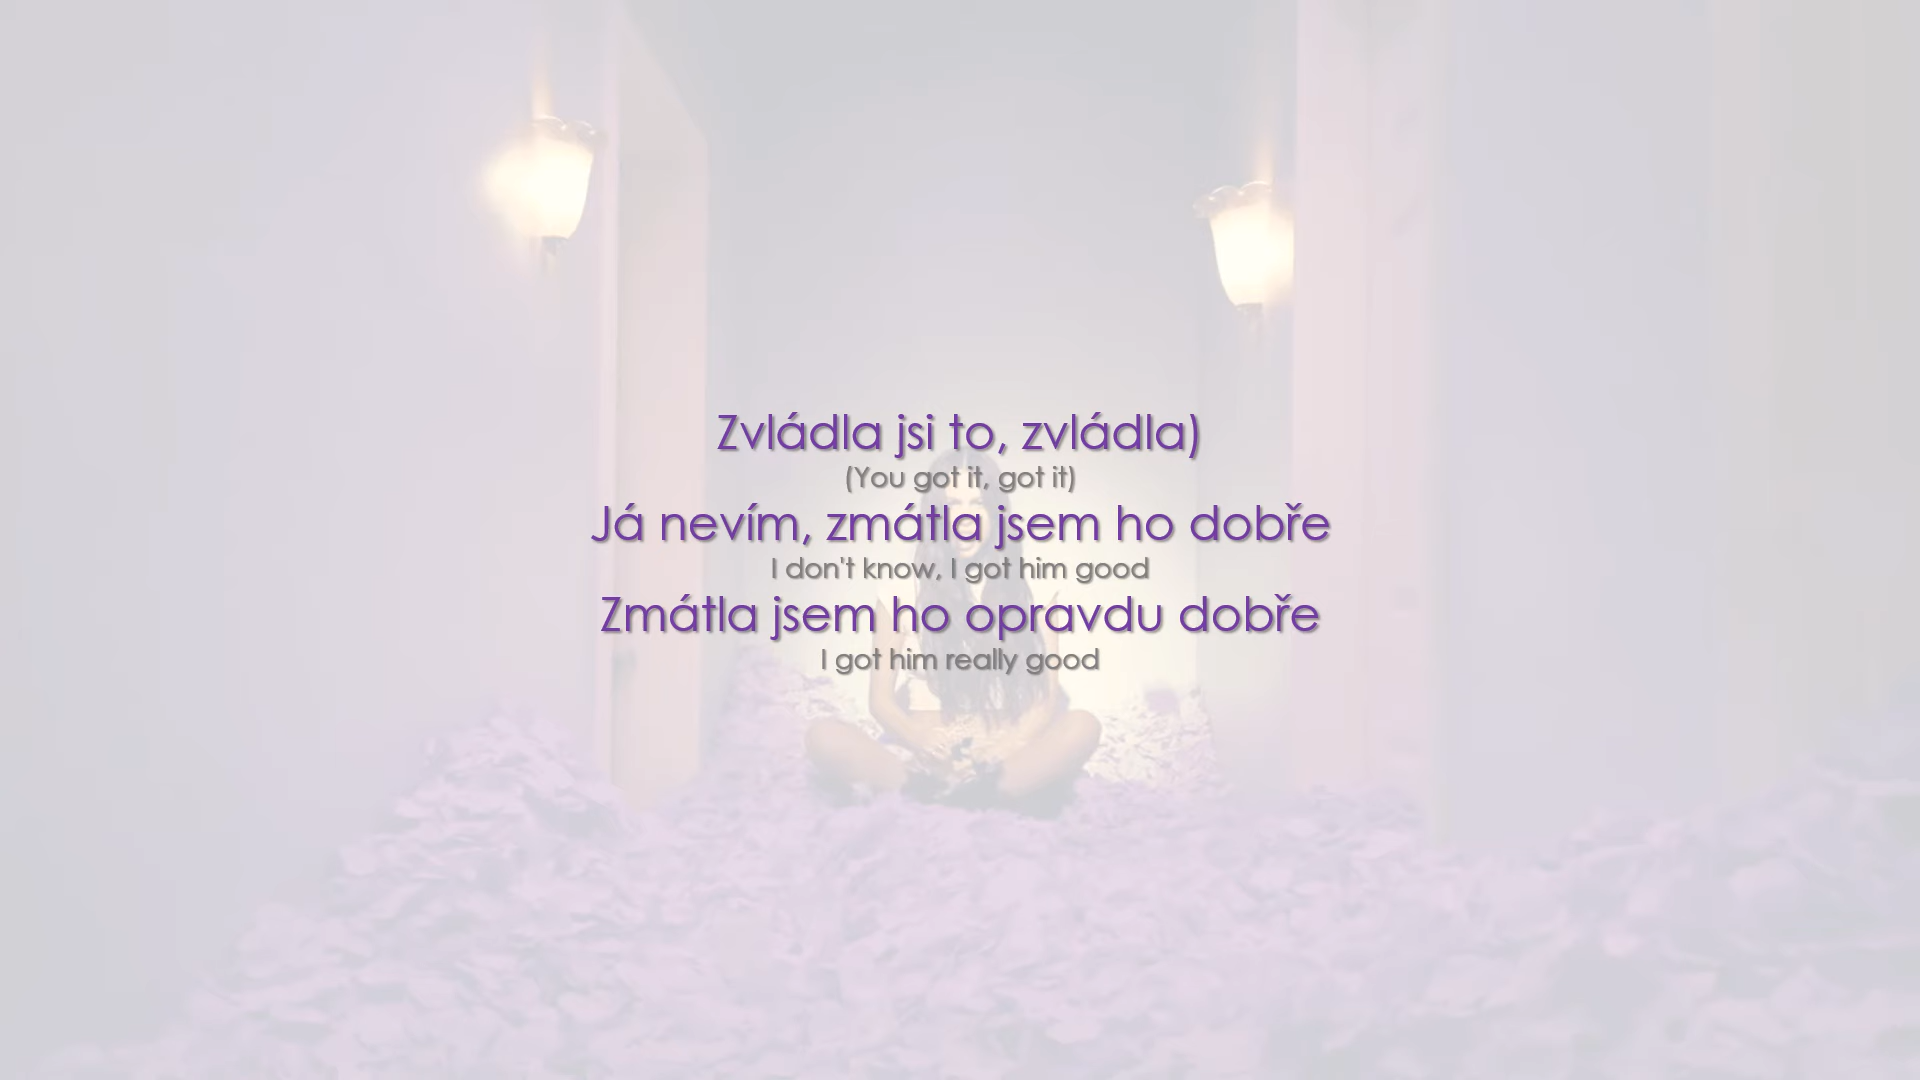 Zvládla jsi to, zvládla)
(You got it, got it)
Já nevím, zmátla jsem ho dobře
I don't know, I got him good
Zmátla jsem ho opravdu dobře
I got him really good